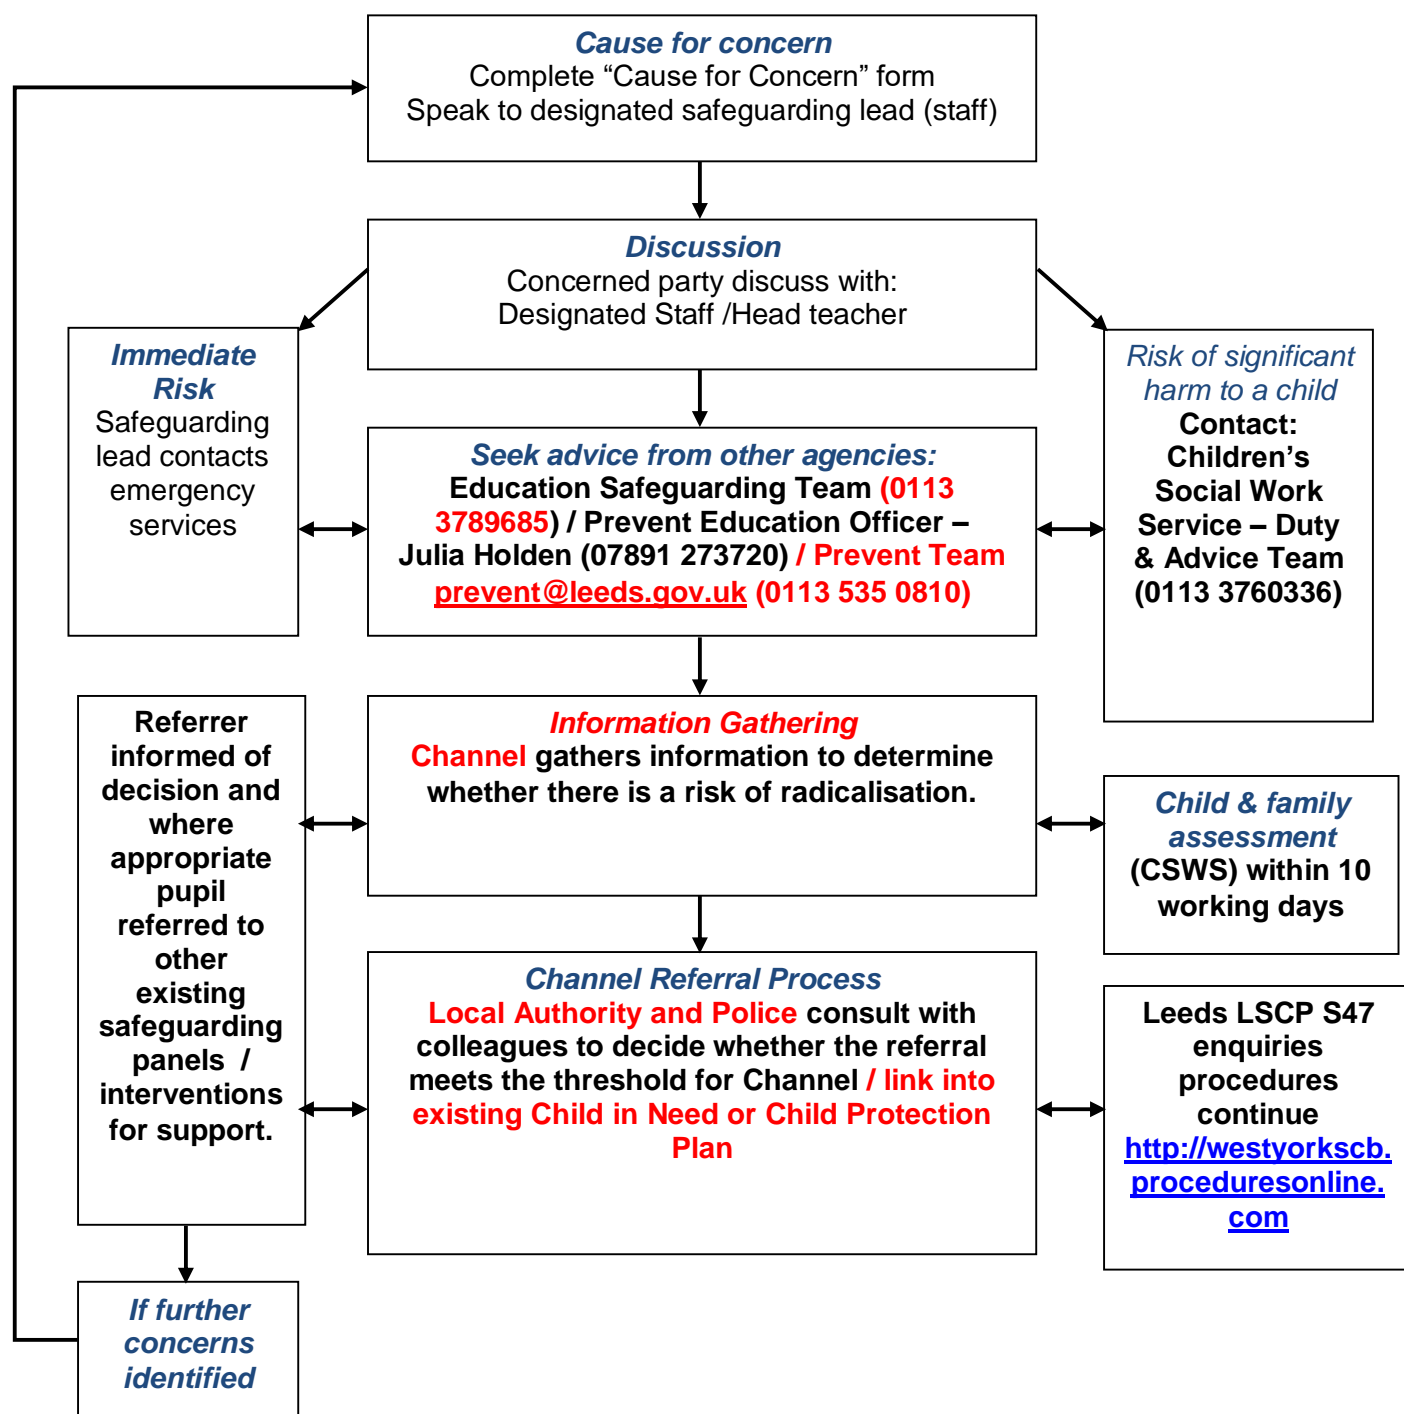 Cause for concern
Complete “Cause for Concern” form
Speak to designated safeguarding lead (staff)
Discussion
Concerned party discuss with:
Designated Staff /Head teacher
Immediate
Risk
Safeguarding
lead contacts
emergency
services
Seek advice from other agencies:
Education Safeguarding Team (0113
3789685) / Prevent Education Officer –
Julia Holden (07891 273720) / Prevent Team
prevent@leeds.gov.uk (0113 535 0810)
Risk of significant
harm to a child
Contact:
Children’s
Social Work
Service – Duty
& Advice Team
(0113 3760336)
Referrer
informed of
decision and
where
appropriate
pupil
referred to
other
existing
safeguarding
panels /
interventions
for support.
Information Gathering
Channel gathers information to determine
whether there is a risk of radicalisation.
Child & family
assessment
(CSWS) within 10
working days
Channel Referral Process
Local Authority and Police consult with
colleagues to decide whether the referral
meets the threshold for Channel / link into
existing Child in Need or Child Protection
Plan
Leeds LSCP S47
enquiries
procedures
continue
http://westyorkscb.
proceduresonline.
com
If further
concerns
identified